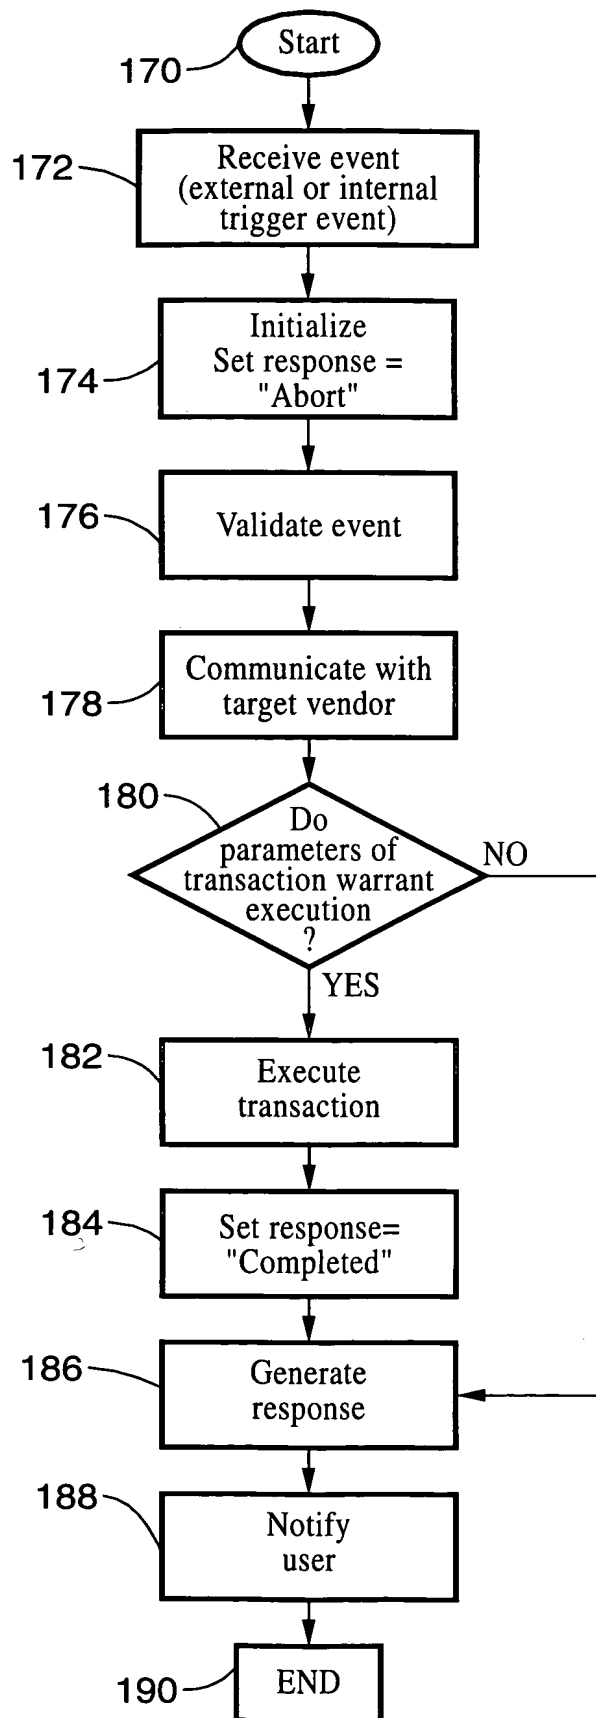 Start
170
172
Receive event
(external or internal
trigger event)
174
Initialize
Set response =
"Abort"
176
Validate event
178
Communicate with
target vendor
180
Do
parameters of
transaction warrant
execution
?
NO
YES
182
Execute
transaction
184
Set response=
"Completed"
186
Generate
response
188
Notify
user
190
END